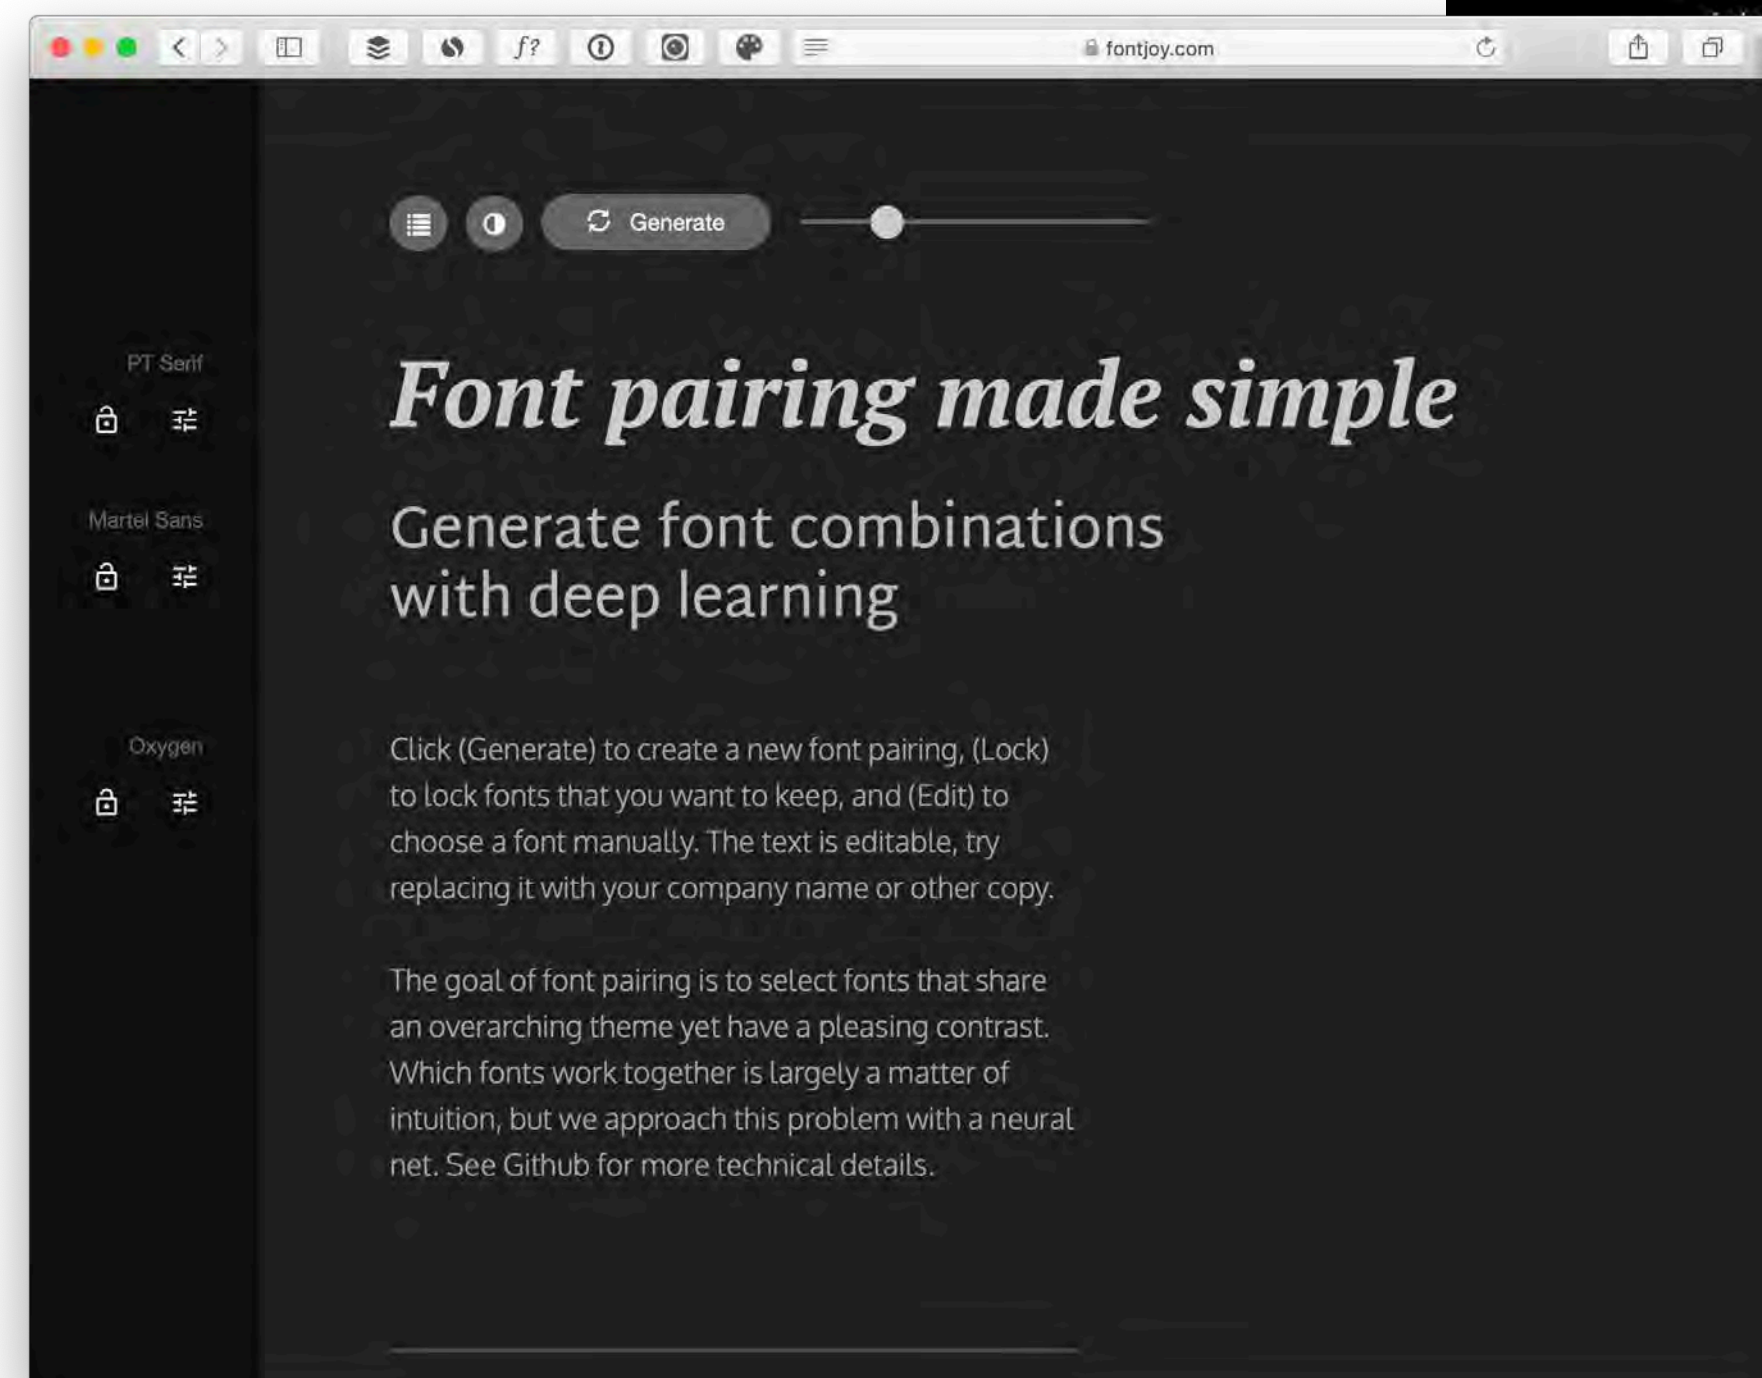 f?
fontjoy.com
Generate
PT Serif
Font pairing made simple
Martel Sans
Generate font combinations
with deep learning
Oxygen
Click (Generate) to create a new font pairing, (Lock)
to lock fonts that you want to keep, and (Edit) to
choose a font manually. The text is editable, try
replacing it with your company name or other copy.
The goal of font pairing is to select fonts that share
an overarching theme yet have a pleasing contrast.
Which fonts work together is largely a matter of
intuition, but we approach this problem with a neural
net. See Github for more technical details.